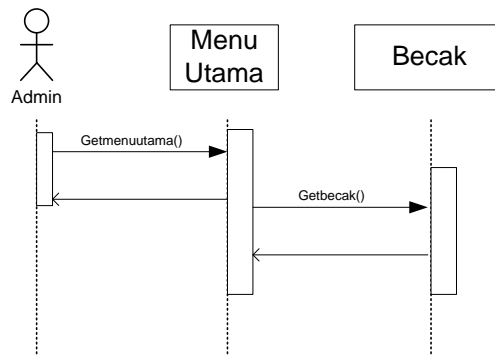 Admin
Menu
Utama
Becak
Getmenuutama()
Getbecak()